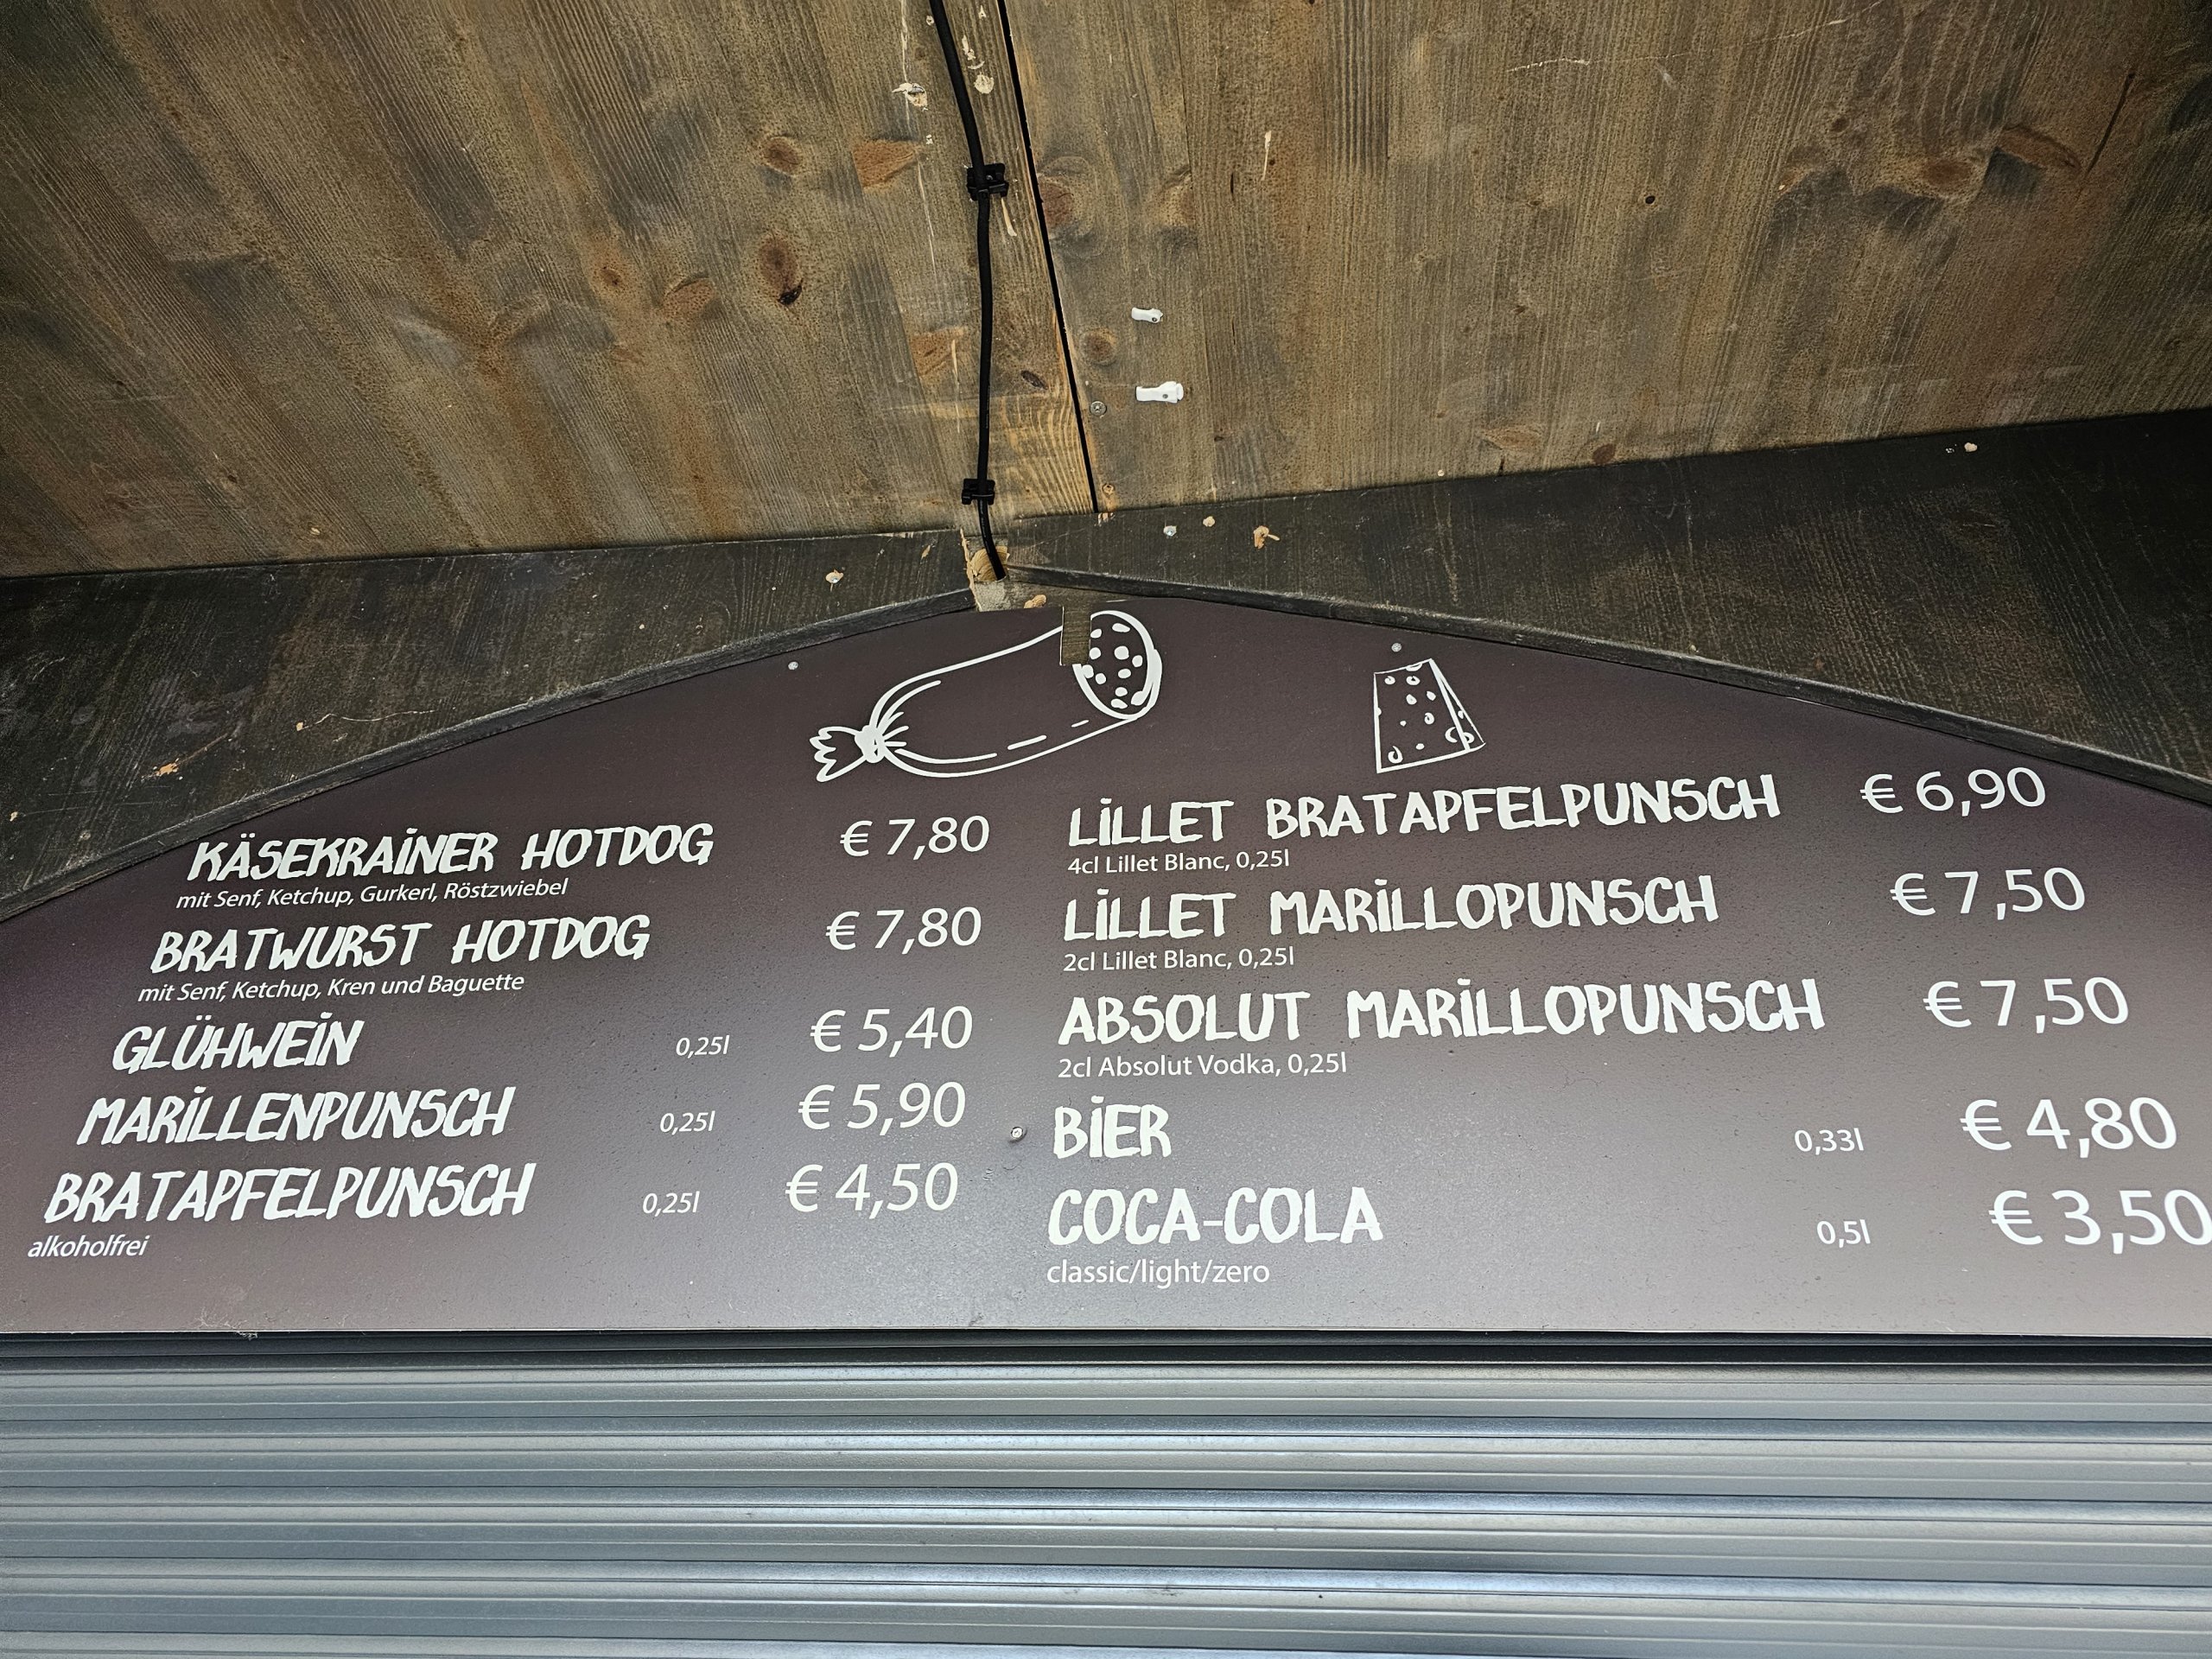 KÄSEKRAINER HOTDOG € 7,80
mit Senf, Ketchup, Gurkerl, Röstzwiebel
BRATWURST HOTDOG € 7,80
mit Senf, Ketchup, Kren und Baguette
GLÜHWEIN 0,25l € 5,40
MARILLENPUNSCH 0,25l € 5,90
BRATAPFELPUNSCH 0,25l € 4,50
alkoholfrei
LILLET BRATAPFELPUNSCH € 6,90
4cl Lillet Blanc, 0,25l
LILLET MARILLOPUNSCH € 7,50
2cl Lillet Blanc, 0,25l
ABSOLUT MARILLOPUNSCH € 7,50
2cl Absolut Vodka, 0,25l
BIER 0,33l € 4,80
COCA-COLA 0,5l € 3,50
classic/light/zero